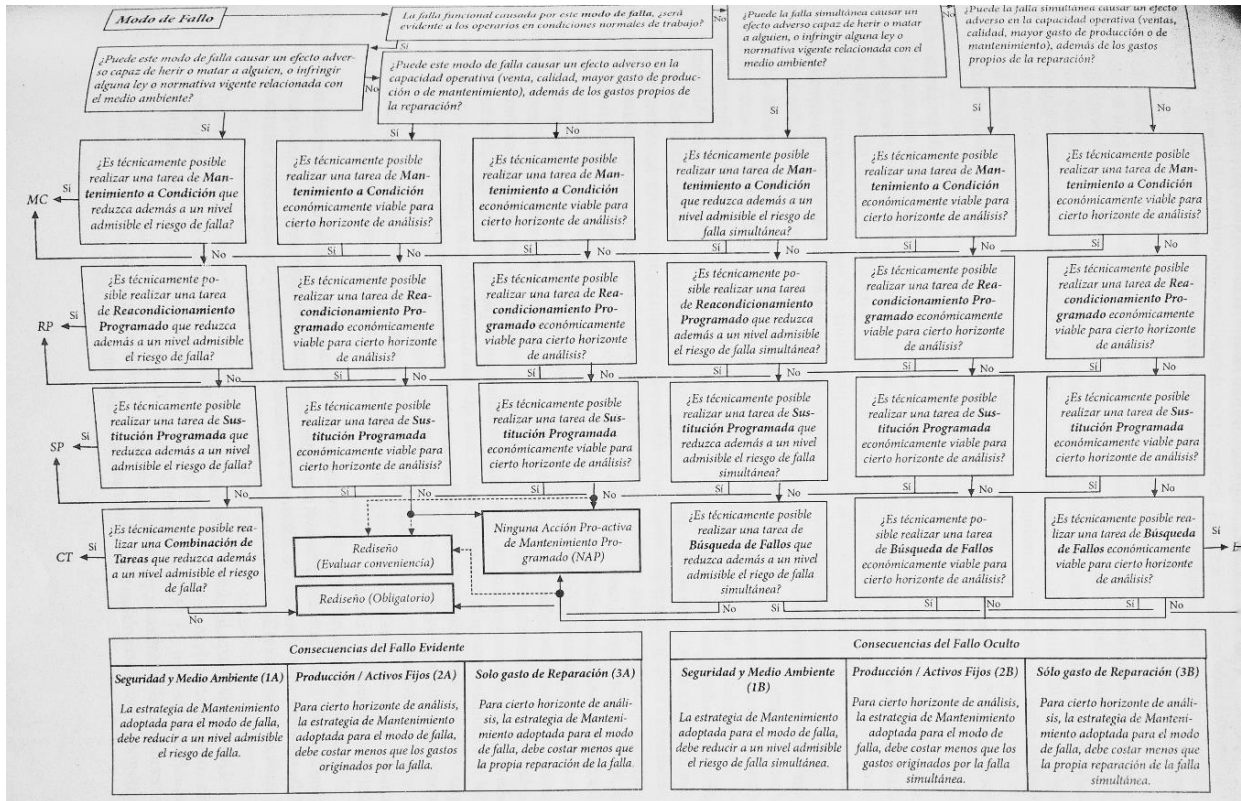 Modo de Fallo
La falla funcional causada por este modo de falla, ¿será
evidente a los operarios en condiciones normales de trabajo?
No
¿Puede la falla simultánea causar un
efecto adverso capaz de herir o matar
a alguien, o infringir alguna ley o
normativa vigente relacionada con el
medio ambiente?
No
¿Puede la falla simultánea causar un efecto
adverso en la capacidad operativa (ventas,
calidad, mayor gasto de producción o de
mantenimiento), además de los gastos
propios de la reparación?
Sí
¿Puede este modo de falla causar un efecto adver-
so capaz de herir o matar a alguien, o infringir
alguna ley o normativa vigente relacionada con
el medio ambiente?
No
¿Puede este modo de falla causar un efecto adverso en la
capacidad operativa (venta, calidad, mayor gasto de produc-
ción o de mantenimiento), además de los gastos propios de
la reparación?
Sí
Sí
No
Sí
Sí
No
¿Es técnicamente posible
realizar una tarea de Man-
tenimiento a Condición que
reduzca además a un nivel
admisible el riesgo de falla?
¿Es técnicamente posible
realizar una tarea de Man-
tenimiento a Condición
económicamente viable para
cierto horizonte de análisis?
¿Es técnicamente posible
realizar una tarea de Man-
tenimiento a Condición
económicamente viable para
cierto horizonte de análisis?
¿Es técnicamente posible
realizar una tarea de Man-
tenimiento a Condición
que reduzca además a un
nivel admisible el riesgo de
falla simultánea?
¿Es técnicamente posible
realizar una tarea de Man-
tenimiento a Condición
económicamente viable para
cierto horizonte de análisis?
¿Es técnicamente posible
realizar una tarea de Man-
tenimiento a Condición
económicamente viable para
cierto horizonte de análisis?
MC
Sí
No
Sí
No
Sí
No
Sí
No
Sí
No
Sí
No
¿Es técnicamente po-
sible realizar una tarea
de Reacondicionamiento
Programado que reduzca
además a un nivel admisible
el riesgo de falla?
¿Es técnicamente posible
realizar una tarea de Rea-
condicionamiento Pro-
gramado económicamente
viable para cierto horizonte
de análisis?
¿Es técnicamente posible
realizar una tarea de Rea-
condicionamiento Pro-
gramado económicamente
viable para cierto horizonte
de análisis?
¿Es técnicamente po-
sible realizar una tarea
de Reacondicionamiento
Programado que reduzca
además a un nivel admisible
el riesgo de falla simultánea?
¿Es técnicamente posible
realizar una tarea de Rea-
condicionamiento Pro-
gramado económicamente
viable para cierto horizonte
de análisis?
¿Es técnicamente posible
realizar una tarea de Rea-
condicionamiento Pro-
gramado económicamente
viable para cierto horizonte
de análisis?
RP
Sí
No
Sí
No
Sí
No
Sí
No
Sí
No
Sí
No
¿Es técnicamente posible
realizar una tarea de Sus-
titución Programada que
reduzca además a un nivel
admisible el riesgo de falla?
¿Es técnicamente posible
realizar una tarea de Sus-
titución Programada
económicamente viable para
cierto horizonte de análisis?
¿Es técnicamente posible
realizar una tarea de Sus-
titución Programada
económicamente viable para
cierto horizonte de análisis?
¿Es técnicamente posible
realizar una tarea de Sus-
titución Programada que
reduzca además a un nivel
admisible el riesgo de falla
simultánea?
¿Es técnicamente posible
realizar una tarea de Sus-
titución Programada
económicamente viable para
cierto horizonte de análisis?
¿Es técnicamente posible
realizar una tarea de Sus-
titución Programada
económicamente viable para
cierto horizonte de análisis?
SP
Sí
No
Sí
No
Sí
No
Sí
No
Sí
No
Sí
No
¿Es técnicamente posible rea-
lizar una Combinación de
Tareas que reduzca además
a un nivel admisible el riesgo
de falla?
CT
Sí
No
Rediseño
(Evaluar conveniencia)
Rediseño (Obligatorio)
Ninguna Acción Pro-activa
de Mantenimiento Pro-
gramado (NAP)
¿Es técnicamente posible
realizar una tarea de
Búsqueda de Fallos que
reduzca además a un nivel
admisible el riego de falla
simultánea?
¿Es técnicamente po-
sible realizar una tarea
de Búsqueda de Fallos
económicamente viable para
cierto horizonte de análisis?
¿Es técnicamente posible rea-
lizar una tarea de Búsqueda
de Fallos económicamente
viable para cierto horizonte
de análisis?
Sí
No
Sí
Sí
No
No
Consecuencias del Fallo Evidente
Seguridad y Medio Ambiente (1A)
La estrategia de Mantenimiento
adoptada para el modo de falla,
debe reducir a un nivel admisible
el riesgo de falla.
Producción / Activos Fijos (2A)
Para cierto horizonte de análisis,
la estrategia de Mantenimiento
adoptada para el modo de falla,
debe costar menos que los gastos
originados por la falla.
Solo gasto de Reparación (3A)
Para cierto horizonte de análi-
sis, la estrategia de Manteni-
miento adoptada para el modo
de falla, debe costar menos que
la propia reparación de la falla.
Consecuencias del Fallo Oculto
Seguridad y Medio Ambiente
(1B)
La estrategia de Mantenimiento
adoptada para el modo de falla,
debe reducir a un nivel admisible
el riesgo de falla simultánea.
Producción / Activos Fijos (2B)
Para cierto horizonte de análisis,
la estrategia de Mantenimiento
adoptada para el modo de
falla, debe costar menos que los
gastos originados por la falla
simultánea.
Sólo gasto de Reparación (3B)
Para cierto horizonte de análi-
sis, la estrategia de Manteni-
miento adoptada para el modo
de falla, debe costar menos que
la propia reparación de la falla
simultánea.